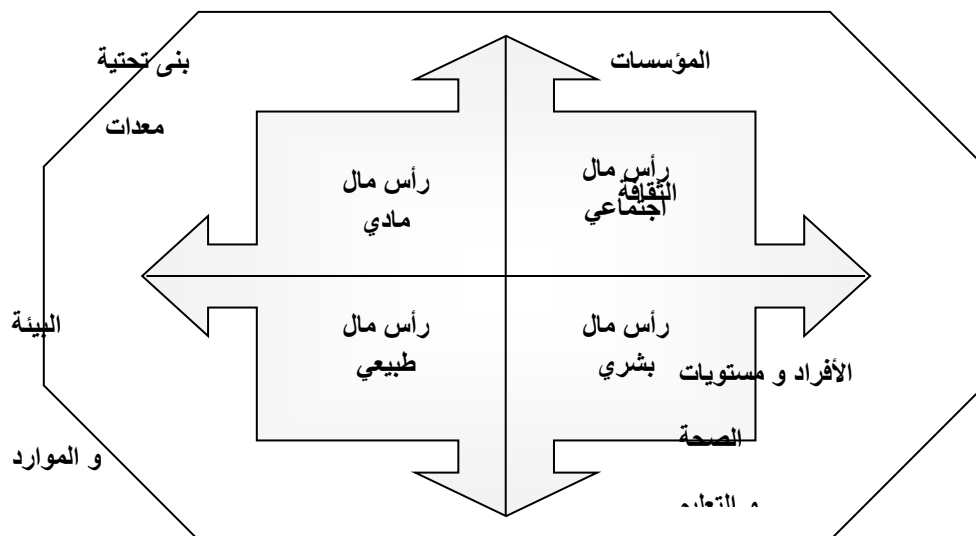 المؤسسات
الثقافة
بنى تحتية
معدات
رأس مال
اجتماعي
رأس مال
مادي
رأس مال
بشري
رأس مال
طبيعي
الأفراد و مستويات
الصحة
البيئة
و الموارد